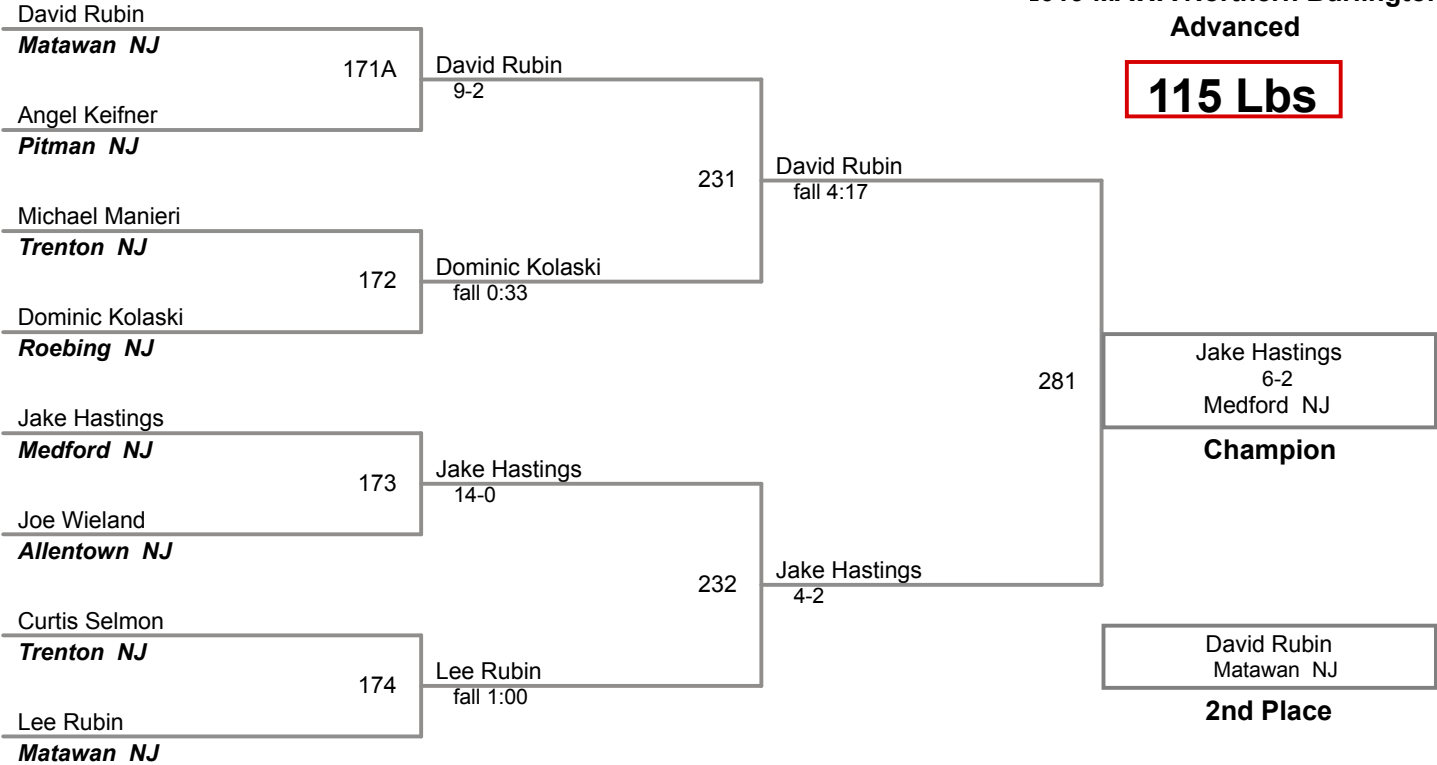 David Rubin
Matawan NJ
171A
Angel Keifner
Pitman NJ
David Rubin
9-2
Michael Manieri
Trenton NJ
172
Dominic Kolaski
Roebing NJ
Dominic Kolaski
fall 0:33
231
David Rubin
fall 4:17
Jake Hastings
Medford NJ
173
Joe Wieland
Allentown NJ
Jake Hastings
14-0
Curtis Selmon
Trenton NJ
174
Lee Rubin
Matawan NJ
Lee Rubin
fall 1:00
232
Jake Hastings
4-2
281
Advanced
115 Lbs
Jake Hastings
6-2
Medford NJ
Champion
David Rubin
Matawan NJ
2nd Place